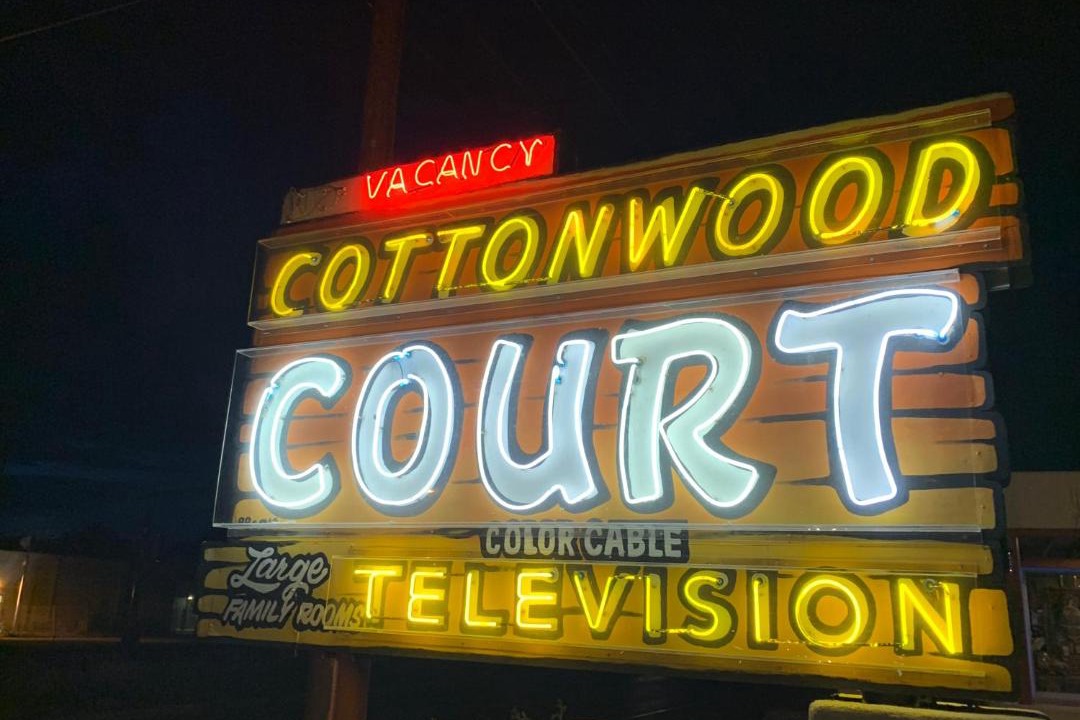 VACANCY
COTTONWOOD
COURT
COLOR CABLE
Large
FAMILY ROOMS
TELEVISION